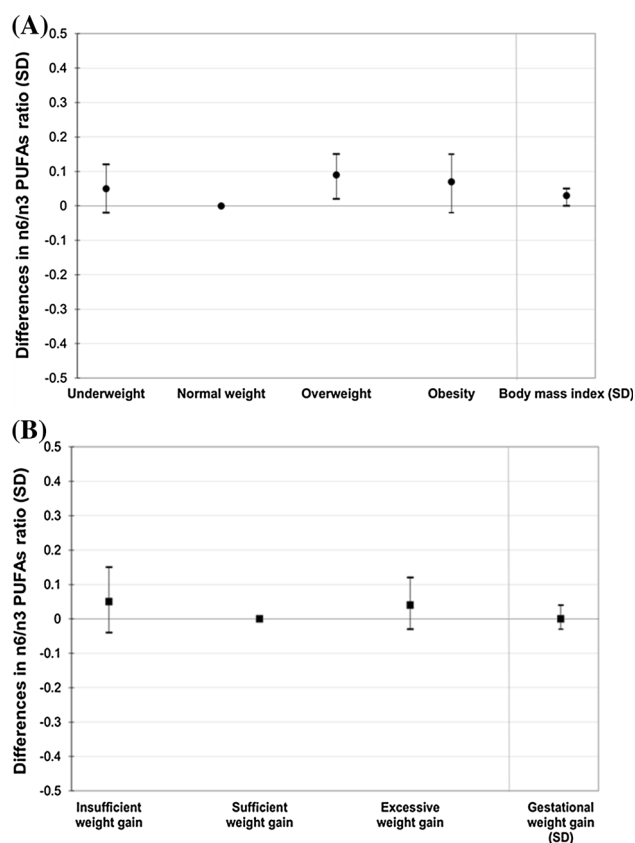 (A)
Differences in n6/n3 PUFAs ratio (SD)
0.5
0.4
0.3
0.2
0.1
0
-0.1
-0.2
-0.3
-0.4
-0.5
Underweight Normal weight Overweight Obesity Body mass index (SD)
(B)
Differences in n6/n3 PUFAs ratio (SD)
0.5
0.4
0.3
0.2
0.1
0
-0.1
-0.2
-0.3
-0.4
-0.5
Insufficient Sufficient Excessive Gestational
weight gain weight gain weight gain weight gain
(SD)